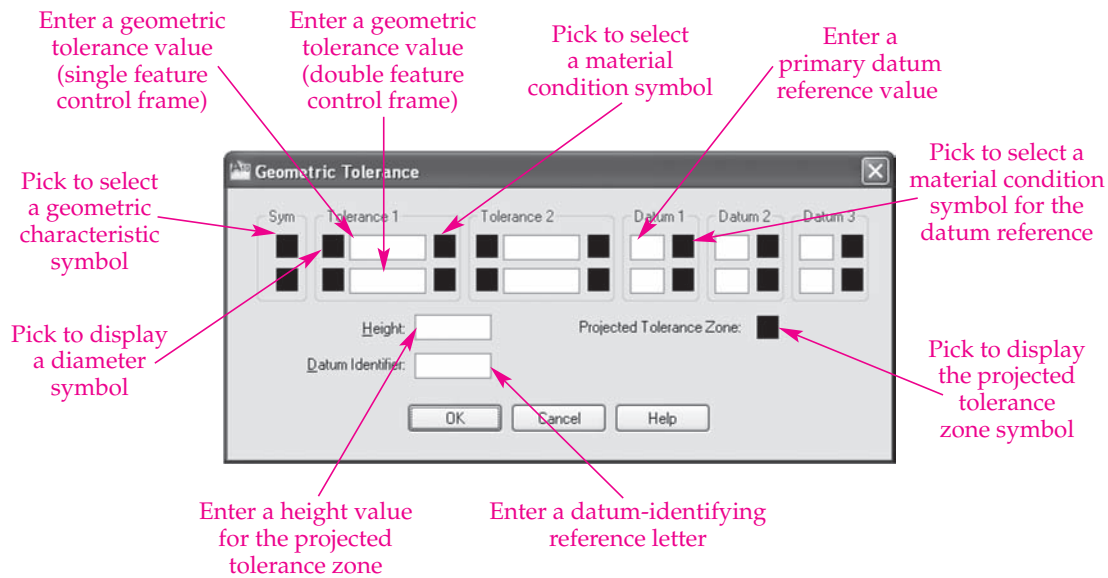 Enter a geometric
tolerance value
(single feature
control frame)
Enter a geometric
tolerance value
(double feature
control frame)
Pick to select
a material
condition symbol
Enter a
primary datum
reference value
Pick to select a
material condition
symbol for the
datum reference
Pick to select
a geometric
characteristic
symbol
Geometric Tolerance
Sym Tolerance 1 Tolerance 2 Datum 1 Datum 2 Datum 3
Height: Projected Tolerance Zone:
Datum Identifier:
OK Cancel Help
Pick to display
a diameter
symbol
Pick to display
the projected
tolerance
zone symbol
Enter a height value
for the projected
tolerance zone
Enter a datum-identifying
reference letter